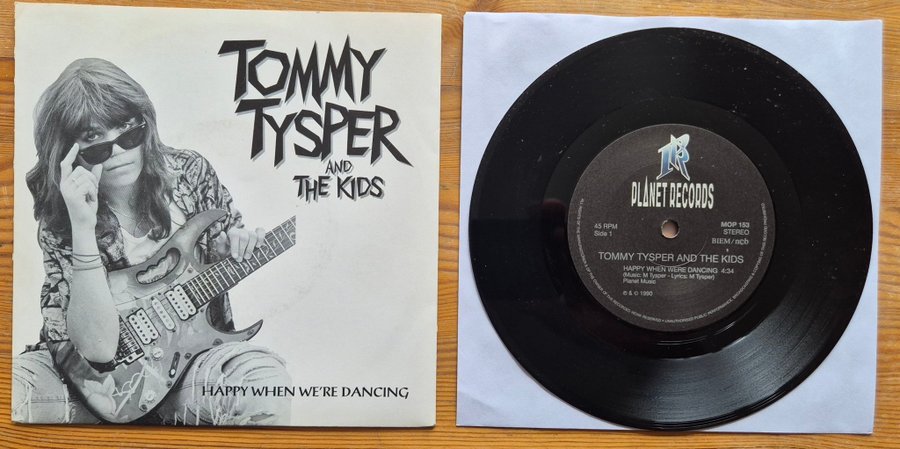 TOMMY
TYSPER
AND
THE KIDS
HAPPY WHEN WE'RE DANCING
PLANET RECORDS
45 RPM
Side 1
MOP 153
STEREO
BIEM/ncb
TOMMY TYSPER AND THE KIDS
HAPPY WHEN WERE DANCING 4:34
(Music: M Tysper - Lyrics: M Tysper)
Planet Music
℗ & © 1990